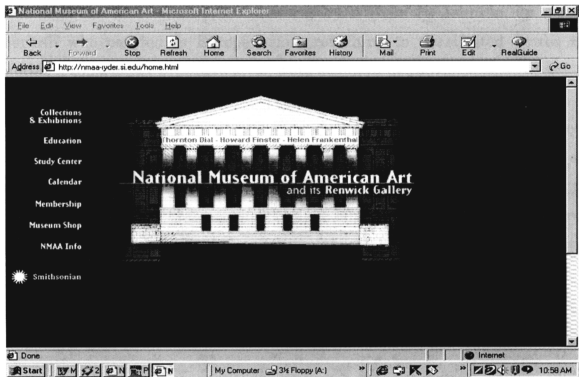 National Museum of American Art - Microsoft Internet Explorer
File Edit View Favorites Tools Help
Back Forward Stop Refresh Home Search Favorites History Mail Print Edit RealGuide
Address http://nmaa-ryder.si.edu/home.html Go
Collections
& Exhibitions
Education
Study Center
Calendar
Membership
Museum Shop
NMAA Info
Smithsonian
Thornton Dial - Howard Finster - Helen Frankentha
National Museum of American Art
and its Renwick Gallery
Done Internet
Start M 2 N P N My Computer 3½ Floppy (A:) 10:58 AM